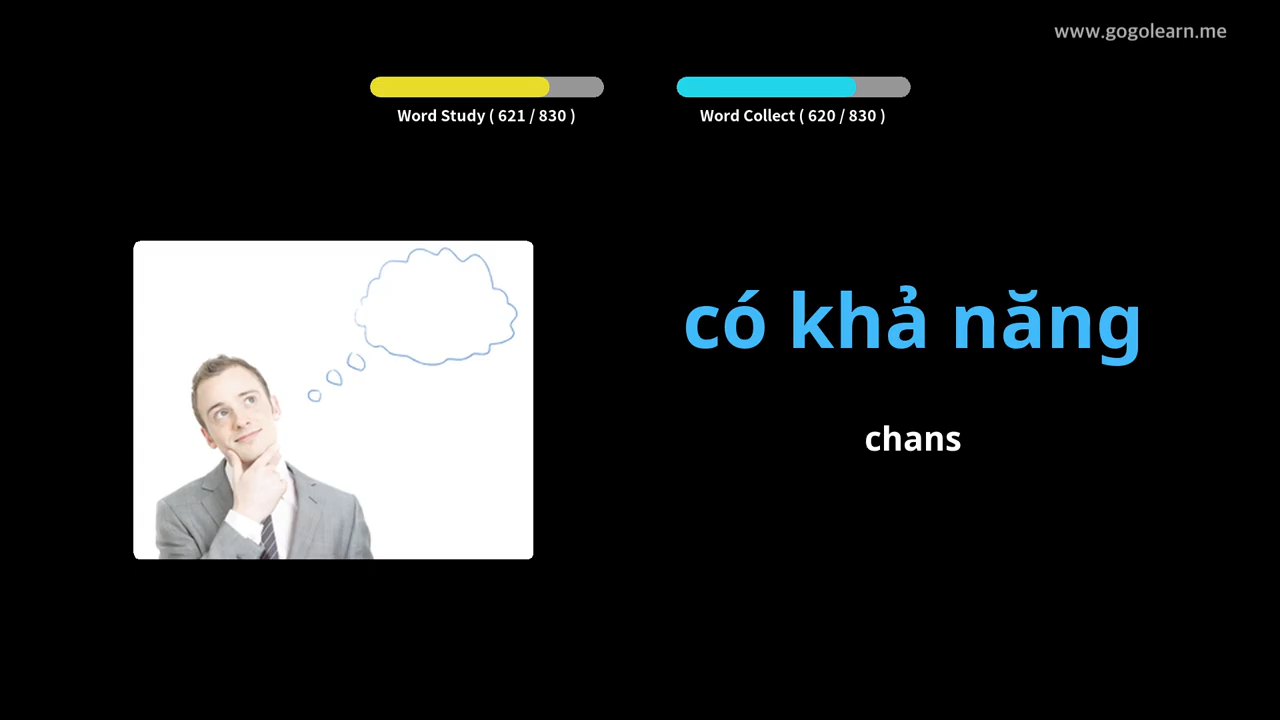 www.gogolearn.me
Word Study ( 621 / 830 )
Word Collect ( 620 / 830 )
có khả năng
chans